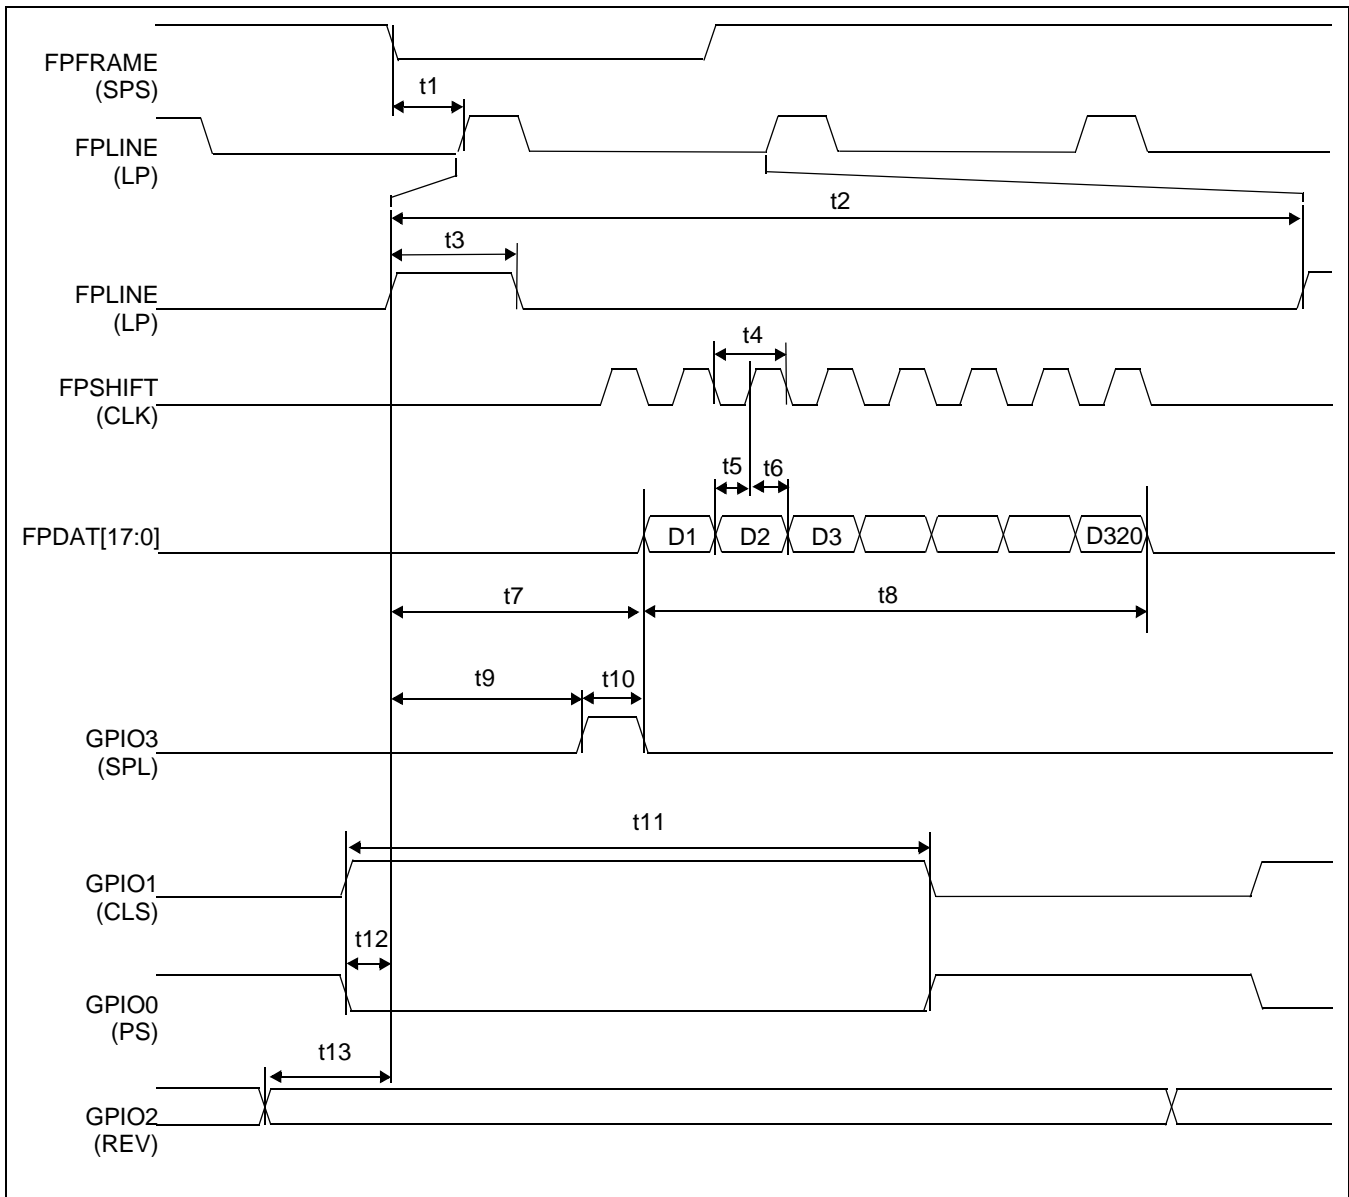 FPFRAME
(SPS)
t1
FPLINE
(LP)
t2
t3
FPLINE
(LP)
t4
FPSHIFT
(CLK)
t5
t6
FPDAT[17:0]
D1
D2
D3
D320
t7
t8
t9
t10
GPIO3
(SPL)
t11
GPIO1
(CLS)
t12
GPIO0
(PS)
t13
GPIO2
(REV)